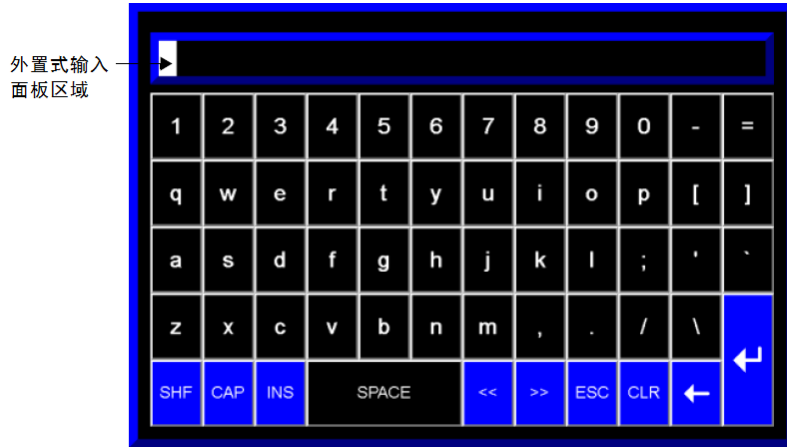 外置式输入
面板区域
1 2 3 4 5 6 7 8 9 0 - =
q w e r t y u i o p [ ]
a s d f g h j k l ; ' `
z x c v b n m , . / \
SHF CAP INS SPACE << >> ESC CLR